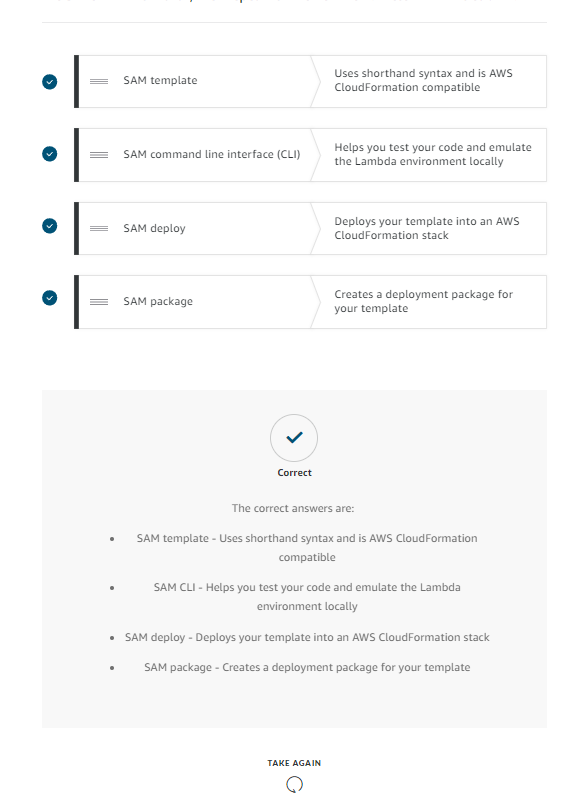 SAM template
Uses shorthand syntax and is AWS
CloudFormation compatible
SAM command line interface (CLI)
Helps you test your code and emulate
the Lambda environment locally
SAM deploy
Deploys your template into an AWS
CloudFormation stack
SAM package
Creates a deployment package for
your template
Correct
The correct answers are:
• SAM template - Uses shorthand syntax and is AWS CloudFormation
compatible
• SAM CLI - Helps you test your code and emulate the Lambda
environment locally
• SAM deploy - Deploys your template into an AWS CloudFormation stack
• SAM package - Creates a deployment package for your template
TAKE AGAIN